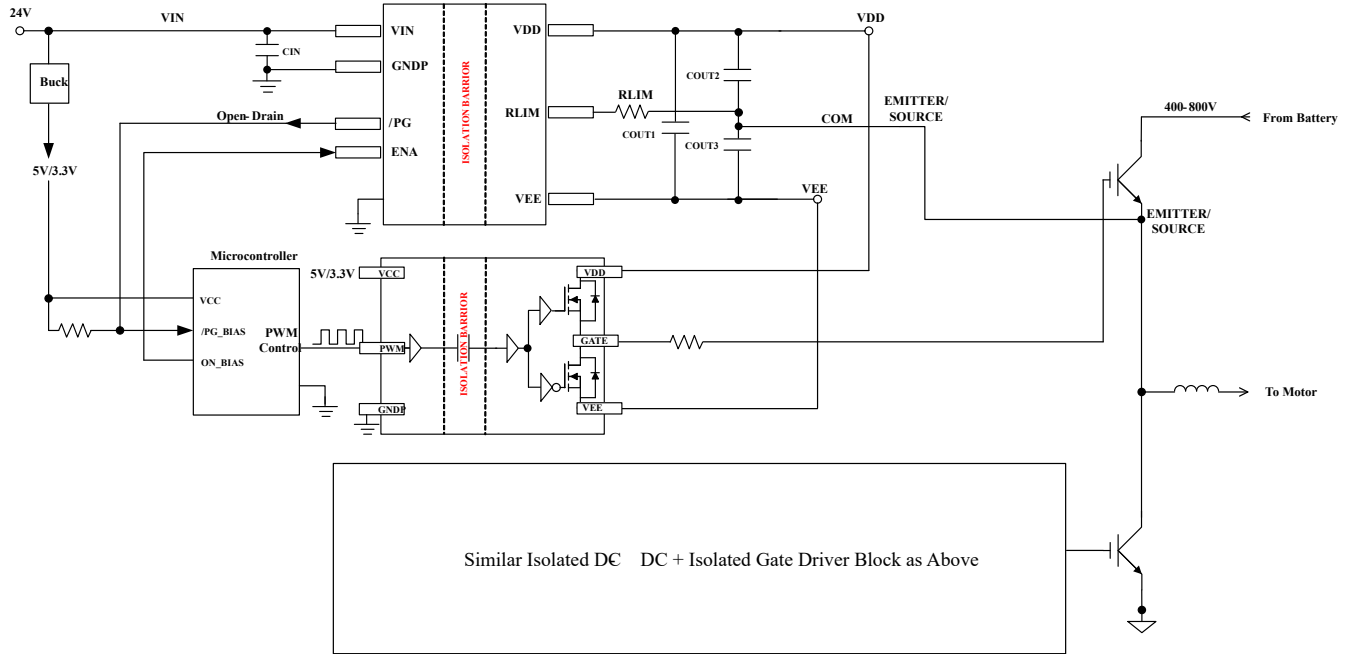 24V
VIN
VIN
VDD
VDD
CIN
GNDP
Buck
COUT2
Open-Drain
/PG
ISOLATION BARRIER
RLIM
RLIM
COUT1
EMITTER/
SOURCE
COM
COUT3
400-800V
From Battery
5V/3.3V
ENA
VEE
VEE
EMITTER/
SOURCE
Microcontroller
VCC
/PG_BIAS
PWM
Control
ON_BIAS
5V/3.3V
VCC
VDD
PWM
ISOLATION BARRIER
GATE
GNDP
VEE
To Motor
Similar Isolated DC DC + Isolated Gate Driver Block as Above